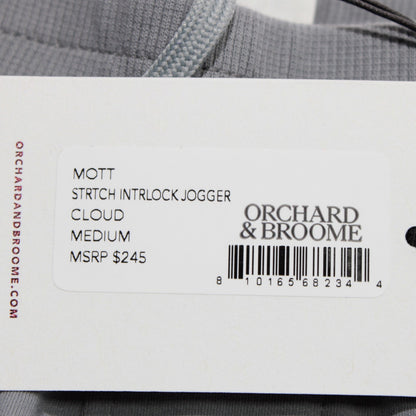 ORCHARDANDBROOME.COM
MOTT
STRTCH INTRLOCK JOGGER
CLOUD
MEDIUM
MSRP $245
ORCHARD
& BROOME
8 10165 68234 4